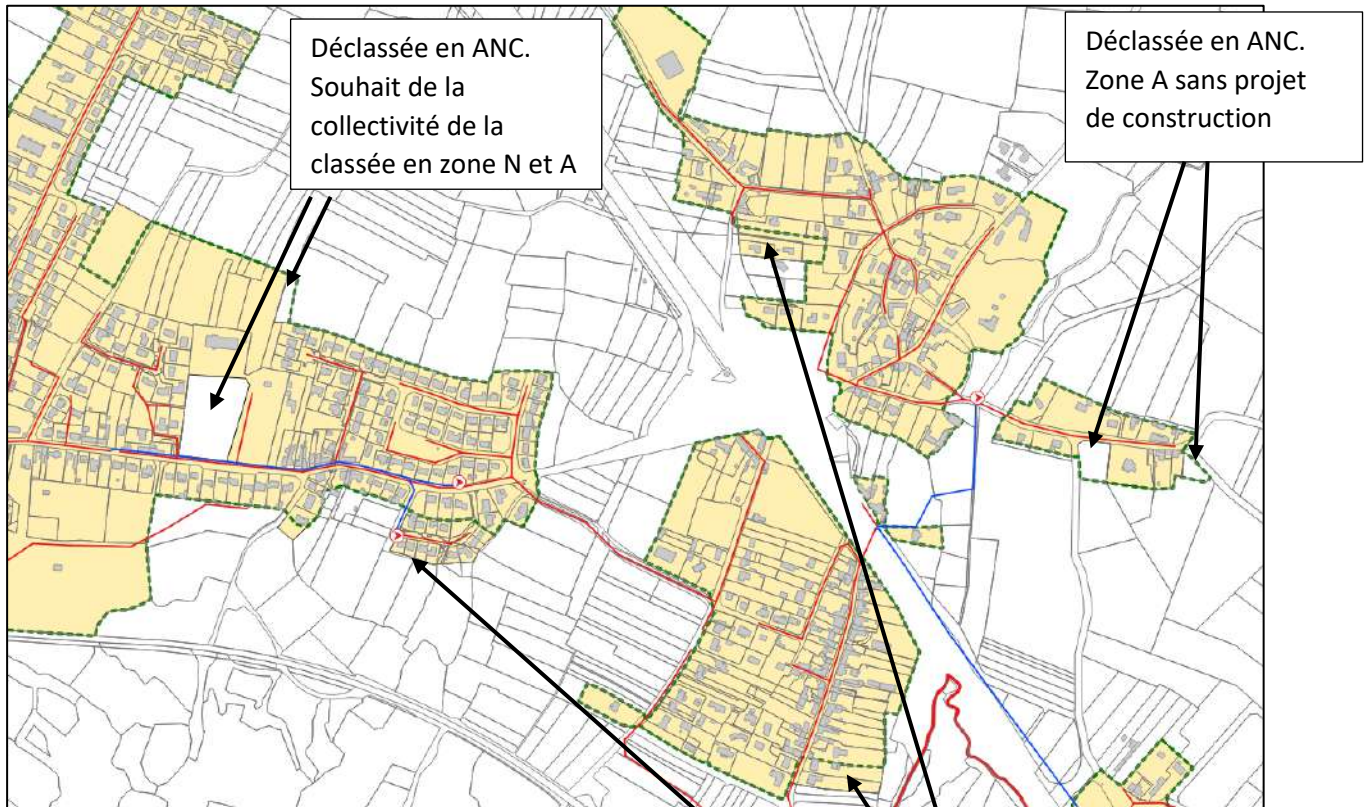 Déclassée en ANC.
Souhait de la
collectivité de la
classée en zone N et A
Déclassée en ANC.
Zone A sans projet
de construction